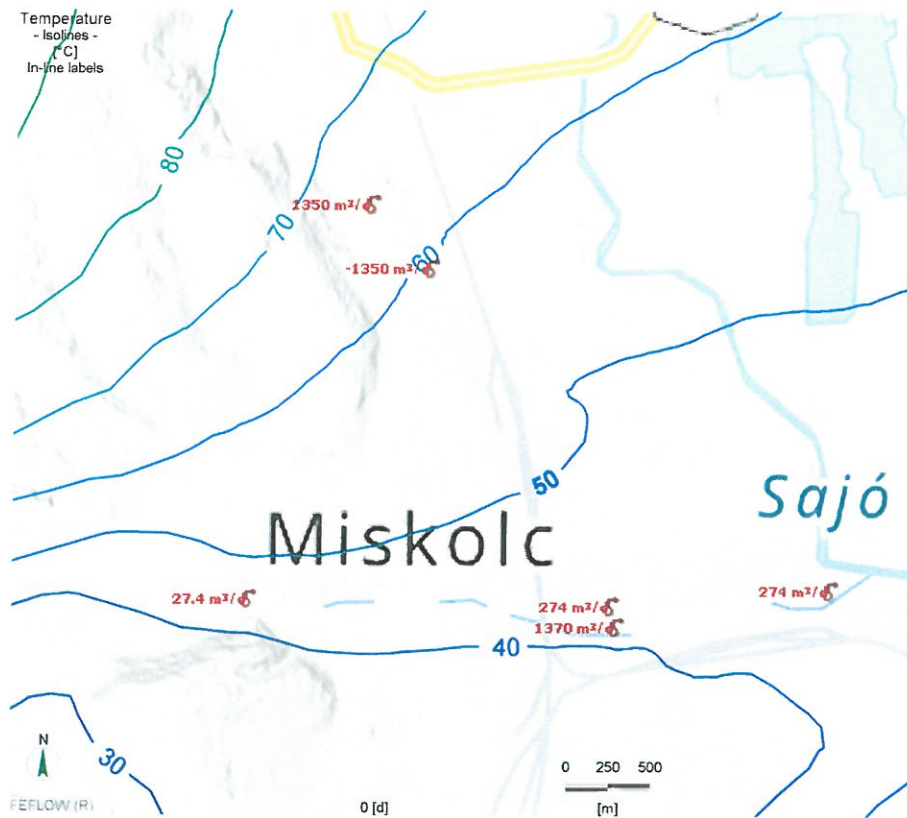 Temperature
- Isolines -
[°C]
In-line labels
80
70
1350 m³/d
-1350 m³/d
60
50
Sajó
Miskolc
27.4 m³/d
274 m³/d
274 m³/d
1370 m³/d
40
30
N
0 250 500
[m]
FEFLOW (R)
0 [d]